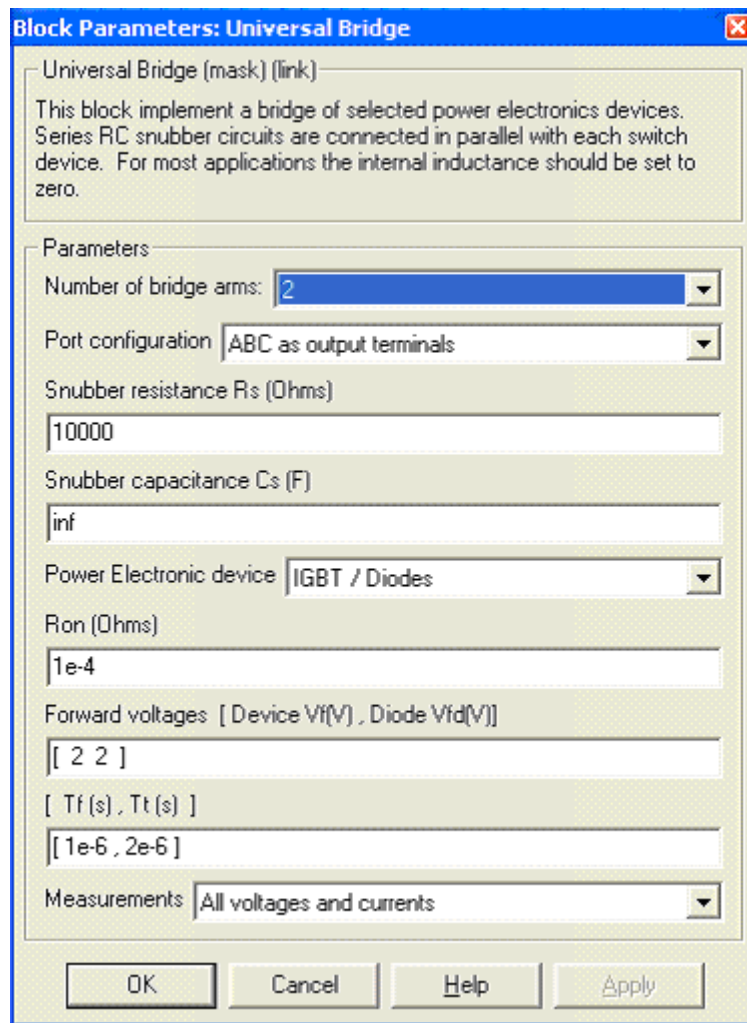 Block Parameters: Universal Bridge
Universal Bridge (mask) (link)
This block implement a bridge of selected power electronics devices.
Series RC snubber circuits are connected in parallel with each switch
device. For most applications the internal inductance should be set to
zero.
Parameters
Number of bridge arms: 2
Port configuration ABC as output terminals
Snubber resistance Rs (Ohms)
10000
Snubber capacitance Cs (F)
inf
Power Electronic device IGBT / Diodes
Ron (Ohms)
1e-4
Forward voltages [ Device Vf(V) , Diode Vfd(V)]
[ 2 2 ]
[ Tf (s) , Tt (s) ]
[ 1e-6 , 2e-6 ]
Measurements All voltages and currents
OK Cancel Help Apply